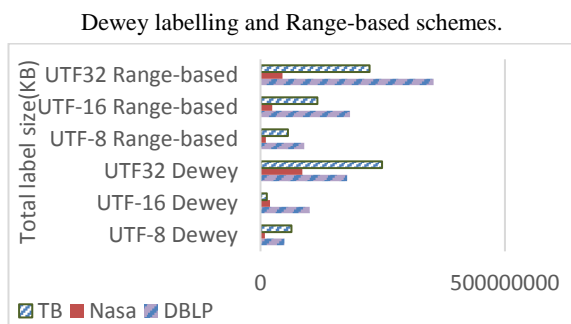 Dewey labelling and Range-based schemes.
Total label size(KB)
UTF32 Range-based
UTF-16 Range-based
UTF-8 Range-based
UTF32 Dewey
UTF-16 Dewey
UTF-8 Dewey
0 500000000
TB Nasa DBLP